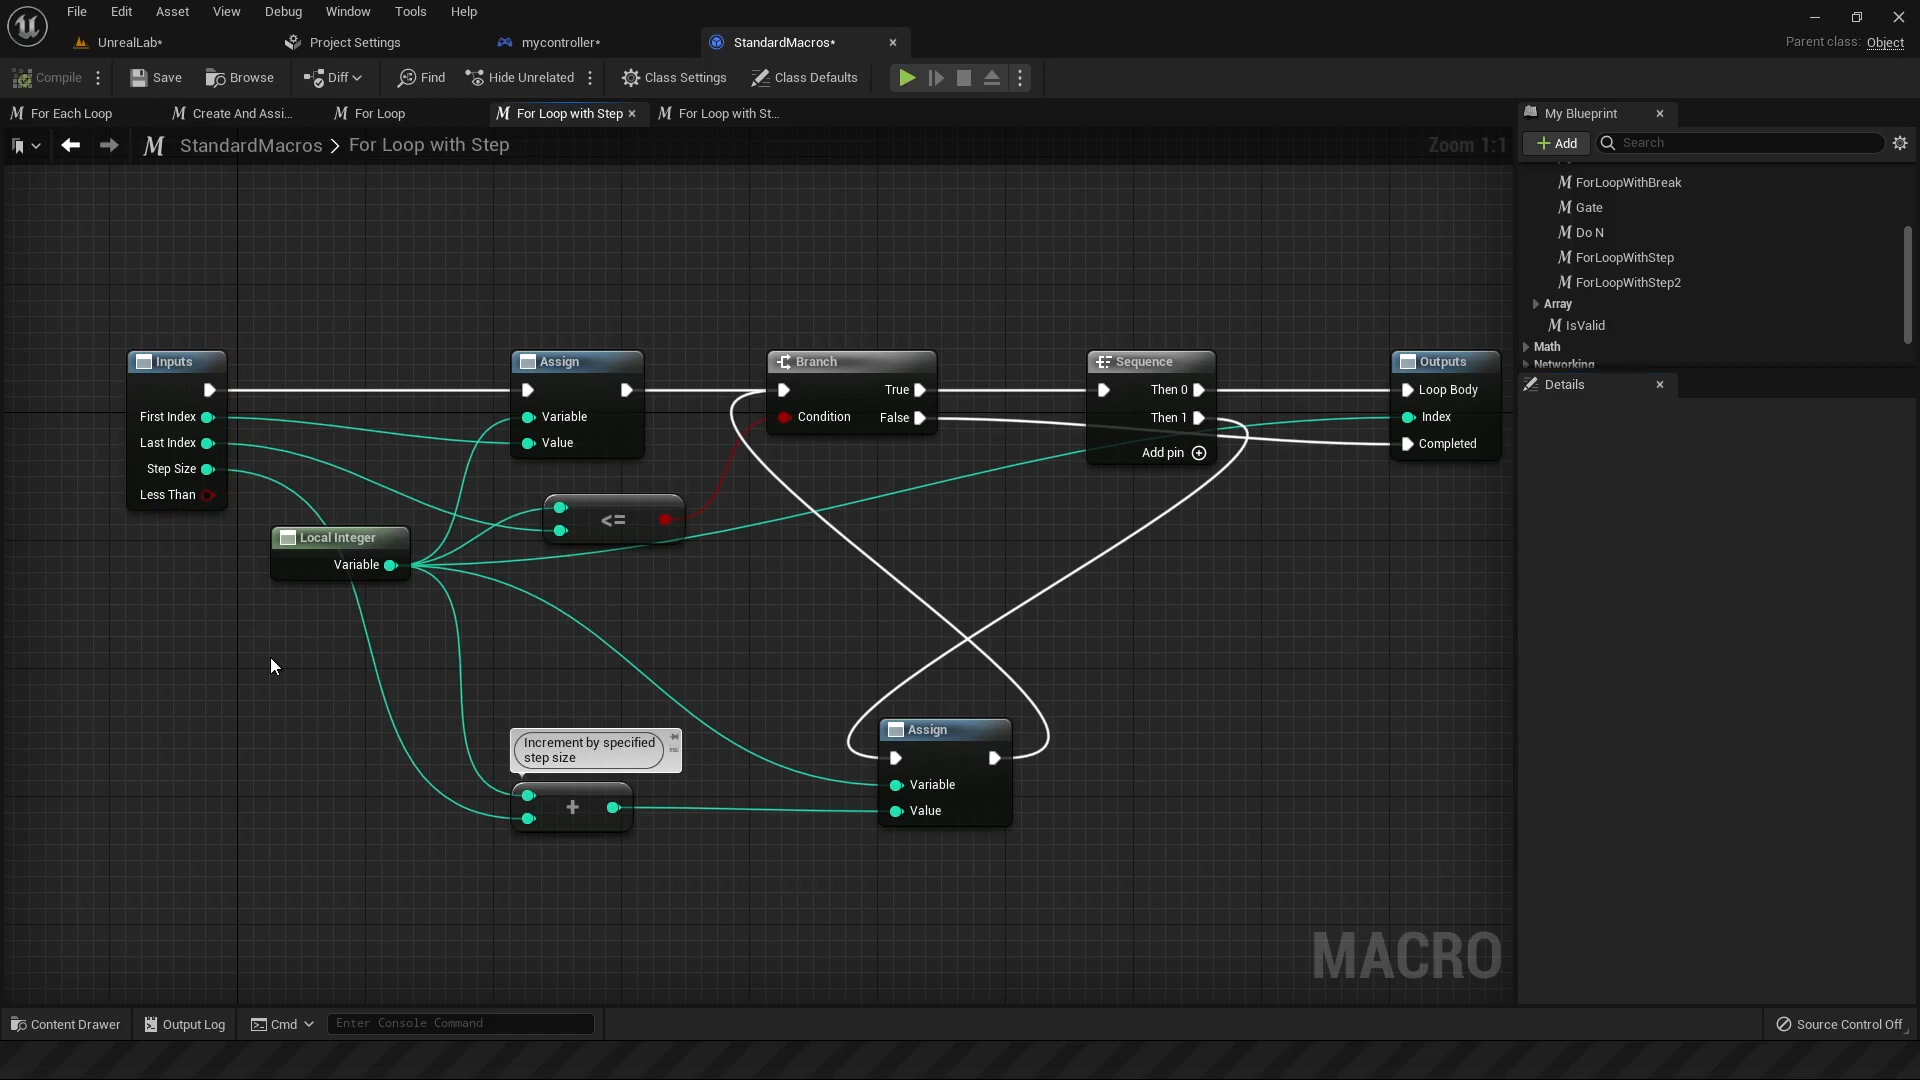 File Edit Asset View Debug Window Tools Help
UnrealLab* Project Settings mycontroller* StandardMacros*
Parent class: Object
Compile Save Browse Diff Find Hide Unrelated Class Settings Class Defaults
For Each Loop Create And Assi... For Loop For Loop with Step For Loop with St...
StandardMacros > For Loop with Step
Zoom 1:1
My Blueprint
+ Add Search
ForLoopWithBreak
Gate
Do N
ForLoopWithStep
ForLoopWithStep2
Array
IsValid
Math
Networking
Details
Inputs
First Index
Last Index
Step Size
Less Than
Assign
Variable
Value
Branch
True
Condition False
Sequence
Then 0
Then 1
Add pin
Outputs
Loop Body
Index
Completed
<=
Local Integer
Variable
Increment by specified
step size
+
Assign
Variable
Value
MACRO
Content Drawer Output Log Cmd Enter Console Command Source Control Off